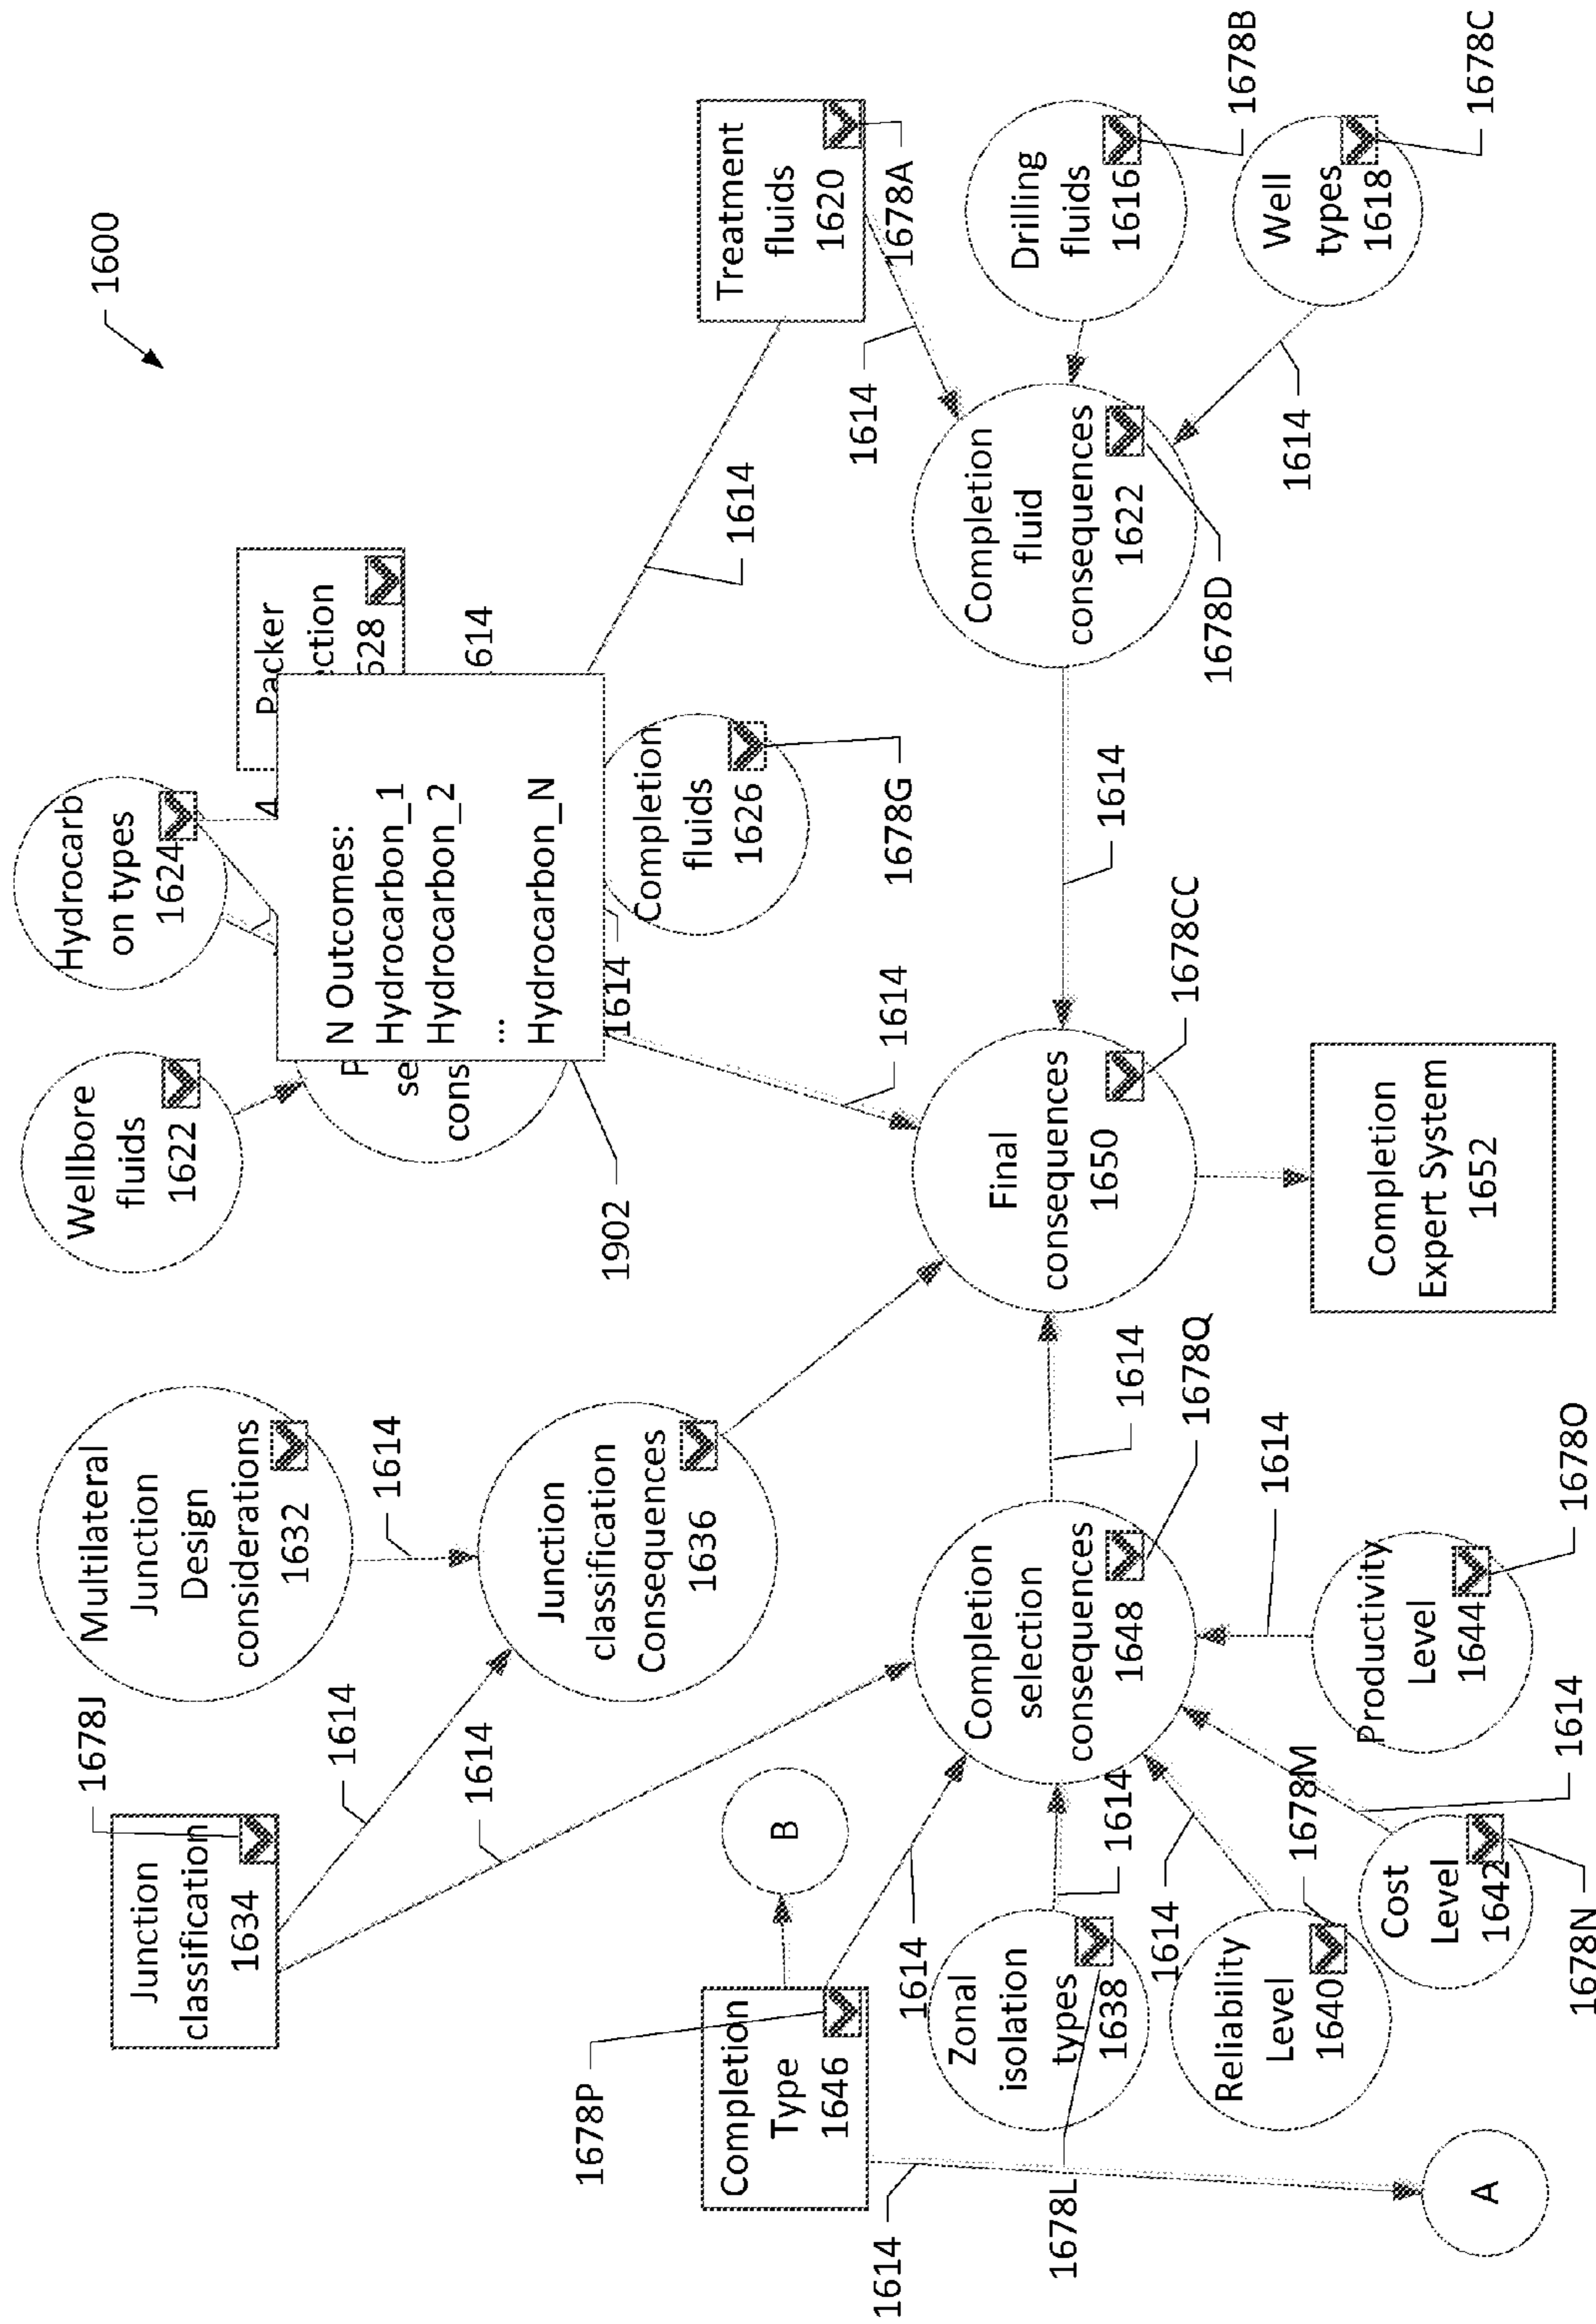 1600
Multilateral
Junction
Design
considerations
1632
Wellbore
fluids
1622
Hydrocarb
on types
1624
Packer
ction
628
1678J
Junction
classification
1634
1614
1614
1614
4
614
N Outcomes:
Hydrocarbon_1
Hydrocarbon_2
...
Hydrocarbon_N
P
se
cons
1902
1614
Junction
classification
Consequences
1636
Completion
fluids
1626
1678G
1614
Treatment
fluids
1620
1678A
1678P
Completion
Type
1646
B
1614
1614
1614
Completion
selection
consequences
1648
1678Q
1614
Final
consequences
1650
1678CC
1614
Completion
fluid
consequences
1622
1678D
Drilling
fluids
1616
1678B
Zonal
isolation
types
1638
1614
1614
1678L
1614
Reliability
Level
1640
1678M
Well
types
1618
1678C
1614
1614
Cost
Level
1642
1678N
1614
Productivity
Level
1644
1678O
Completion
Expert System
1652
A